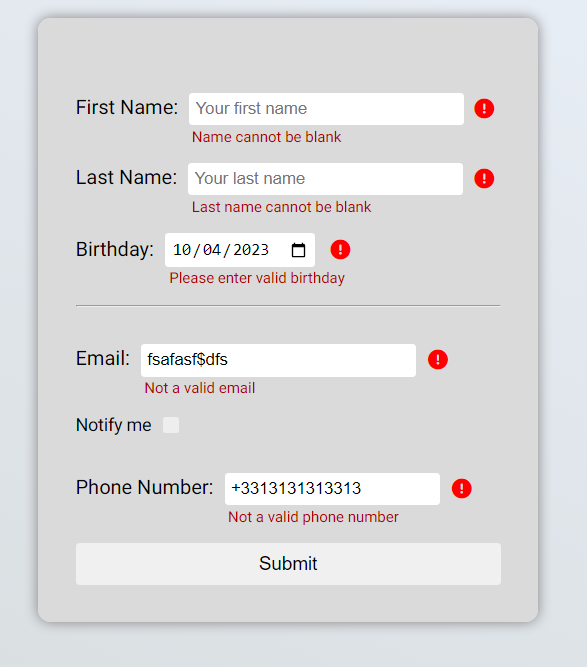 First Name: Your first name
Name cannot be blank
Last Name: Your last name
Last name cannot be blank
Birthday: 10/04/2023
Please enter valid birthday
Email: fsafasf$dfs
Not a valid email
Notify me
Phone Number: +3313131313313
Not a valid phone number
Submit